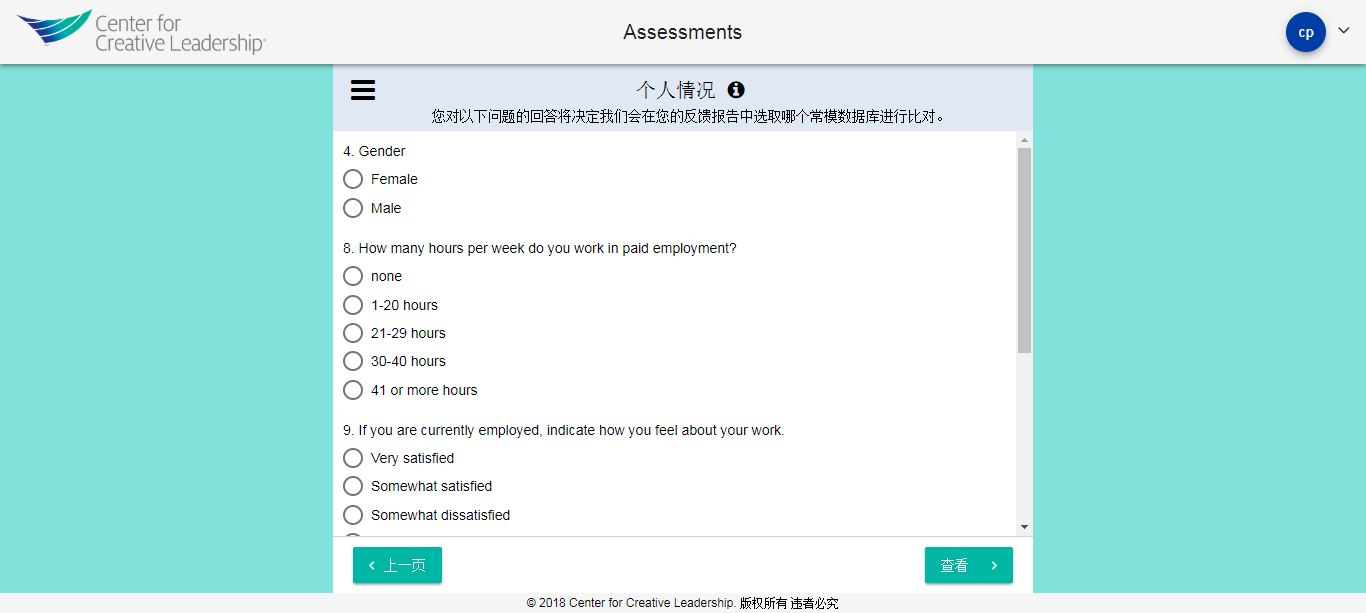 Center for
Creative Leadership®
Assessments
cp
个人情况
您对以下问题的回答将决定我们会在您的反馈报告中选取哪个常模数据库进行比对。
4. Gender
Female
Male
8. How many hours per week do you work in paid employment?
none
1-20 hours
21-29 hours
30-40 hours
41 or more hours
9. If you are currently employed, indicate how you feel about your work.
Very satisfied
Somewhat satisfied
Somewhat dissatisfied
上一页
查看
© 2018 Center for Creative Leadership. 版权所有 违者必究